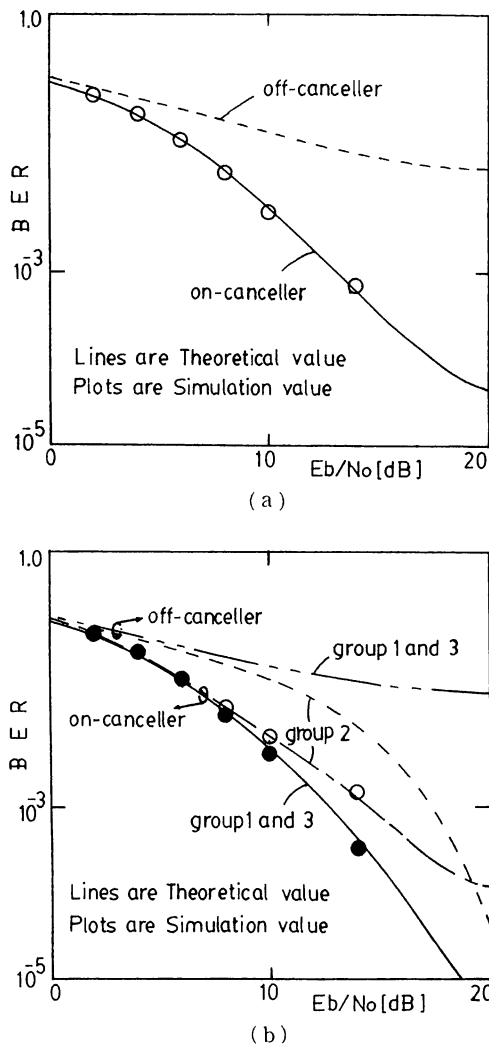 1.0
off-canceller
B E R
10-3
on-canceller
Lines are Theoretical value
Plots are Simulation value
10-5
0
10
20
Eb/No[dB]
(a)
1.0
off-canceller
group 1 and 3
on-canceller
group 2
B E R
10-3
group1 and 3
Lines are Theoretical value
Plots are Simulation value
10-5
0
10
20
Eb/No[dB]
(b)